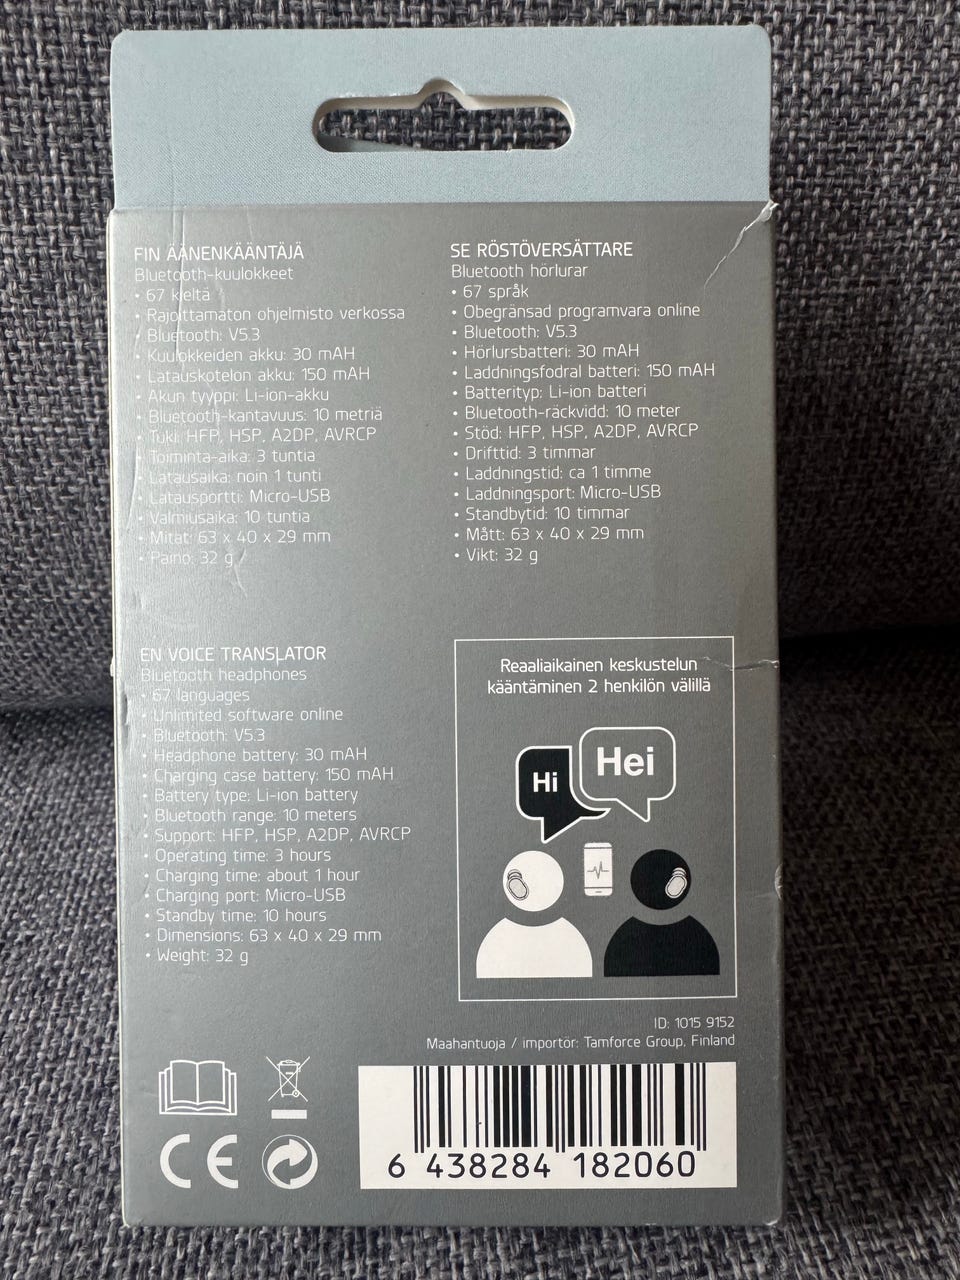 FIN ÄÄNENKÄÄNTÄJÄ
Bluetooth-kuulokkeet
• 67 kieltä
• Rajoittamaton ohjelmisto verkossa
• Bluetooth: V5.3
• Kuulokkeiden akku: 30 mAH
• Latauskotelon akku: 150 mAH
• Akun tyyppi: Li-ion-akku
• Bluetooth-kantavuus: 10 metriä
• Tuki: HFP, HSP, A2DP, AVRCP
• Toiminta-aika: 3 tuntia
• Latausaika: noin 1 tunti
• Latausportti: Micro-USB
• Valmiusaika: 10 tuntia
• Mitat: 63 x 40 x 29 mm
• Paino: 32 g
SE RÖSTÖVERSÄTTARE
Bluetooth hörlurar
• 67 språk
• Obegränsad programvara online
• Bluetooth: V5.3
• Hörlursbatteri: 30 mAH
• Laddningsfodral batteri: 150 mAH
• Batterityp: Li-ion batteri
• Bluetooth-räckvidd: 10 meter
• Stöd: HFP, HSP, A2DP, AVRCP
• Drifttid: 3 timmar
• Laddningstid: ca 1 timme
• Laddningsport: Micro-USB
• Standbytid: 10 timmar
• Mått: 63 x 40 x 29 mm
• Vikt: 32 g
EN VOICE TRANSLATOR
Bluetooth headphones
• 67 languages
• Unlimited software online
• Bluetooth: V5.3
• Headphone battery: 30 mAH
• Charging case battery: 150 mAH
• Battery type: Li-ion battery
• Bluetooth range: 10 meters
• Support: HFP, HSP, A2DP, AVRCP
• Operating time: 3 hours
• Charging time: about 1 hour
• Charging port: Micro-USB
• Standby time: 10 hours
• Dimensions: 63 x 40 x 29 mm
• Weight: 32 g
Reaaliaikainen keskustelun
kääntäminen 2 henkilön välillä
Hi
Hei
ID: 1015 9152
Maahantuoja / importör: Tamforce Group, Finland
CE
6 438284 182060